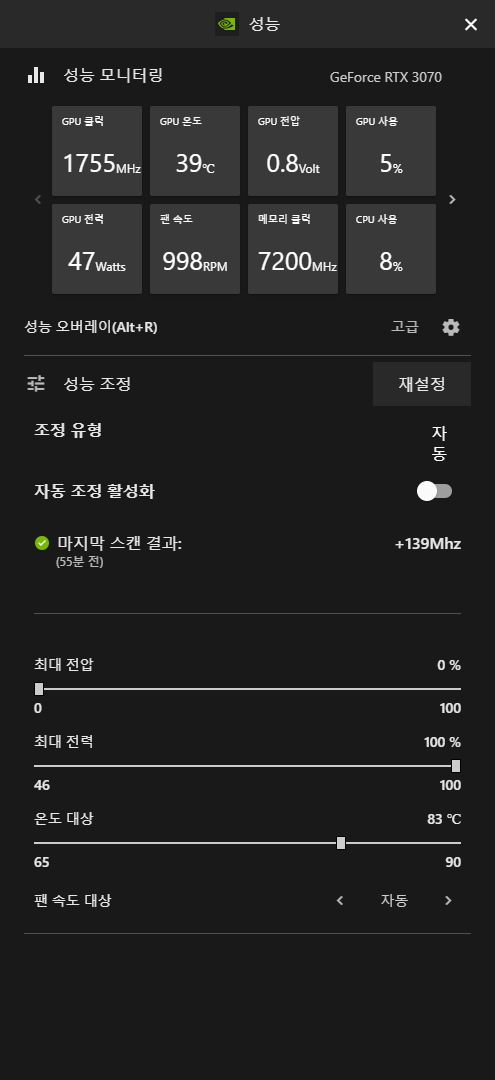 성능
성능 모니터링
GeForce RTX 3070
GPU 클럭
GPU 온도
GPU 전압
GPU 사용
1755MHz
39℃
0.8Volt
5%
GPU 전력
팬 속도
메모리 클럭
CPU 사용
47Watts
998RPM
7200MHz
8%
성능 오버레이(Alt+R)
고급
성능 조정
재설정
조정 유형
자
동
자동 조정 활성화
마지막 스캔 결과:
+139Mhz
(55분 전)
최대 전압
0 %
0
100
최대 전력
100 %
46
100
온도 대상
83 ℃
65
90
팬 속도 대상
자동